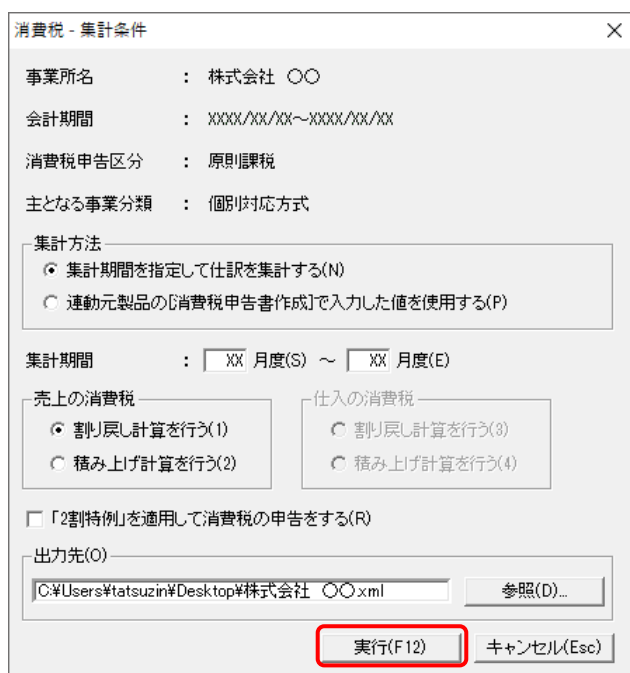 消費税 - 集計条件
事業所名 : 株式会社 〇〇
会計期間 : XXXX/XX/XX～XXXX/XX/XX
消費税申告区分 : 原則課税
主となる事業分類 : 個別対応方式
集計方法
集計期間を指定して仕訳を集計する(N)
連動元製品の[消費税申告書作成]で入力した値を使用する(P)
集計期間 : XX 月度(S) ～ XX 月度(E)
売上の消費税
割り戻し計算を行う(1)
積み上げ計算を行う(2)
仕入の消費税
割り戻し計算を行う(3)
積み上げ計算を行う(4)
「2割特例」を適用して消費税の申告をする(R)
出力先(O)
C:¥Users¥tatsuzin¥Desktop¥株式会社 〇〇.xml 参照(D)...
実行(F12) キャンセル(Esc)